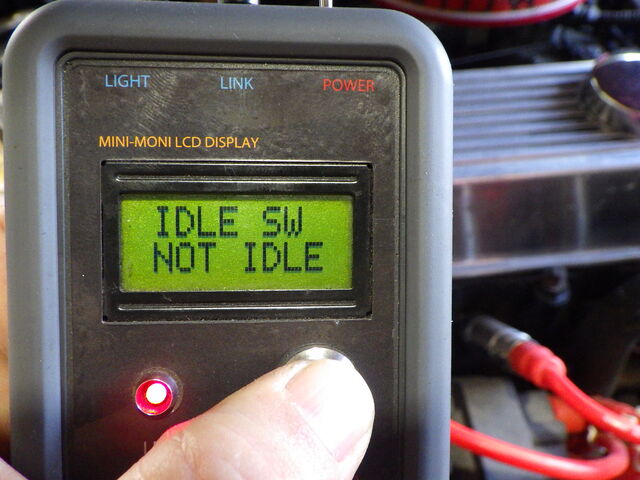 LIGHT LINK POWER
MINI-MONI LCD DISPLAY
IDLE SW
NOT IDLE